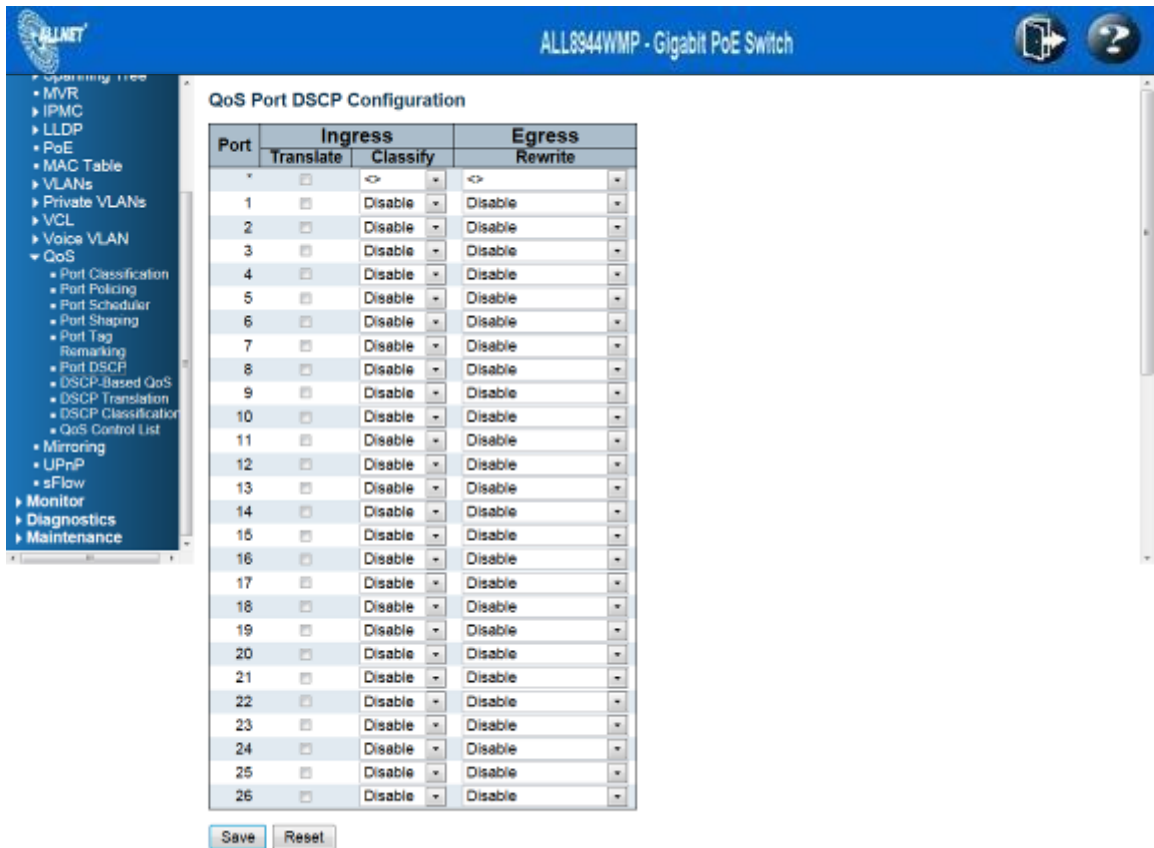 ALLNET
ALL8944WMP - Gigabit PoE Switch
?
Spanning Tree
MVR
IPMC
LLDP
PoE
MAC Table
VLANs
Private VLANs
VCL
Voice VLAN
QoS
Port Classification
Port Policing
Port Scheduler
Port Shaping
Port Tag
Remarking
Port DSCP
DSCP-Based QoS
DSCP Translation
DSCP Classification
QoS Control List
Mirroring
UPnP
sFlow
Monitor
Diagnostics
Maintenance
QoS Port DSCP Configuration
Port Ingress Egress
Translate Classify Rewrite
* <> <>
1 Disable Disable
2 Disable Disable
3 Disable Disable
4 Disable Disable
5 Disable Disable
6 Disable Disable
7 Disable Disable
8 Disable Disable
9 Disable Disable
10 Disable Disable
11 Disable Disable
12 Disable Disable
13 Disable Disable
14 Disable Disable
15 Disable Disable
16 Disable Disable
17 Disable Disable
18 Disable Disable
19 Disable Disable
20 Disable Disable
21 Disable Disable
22 Disable Disable
23 Disable Disable
24 Disable Disable
25 Disable Disable
26 Disable Disable
Save Reset